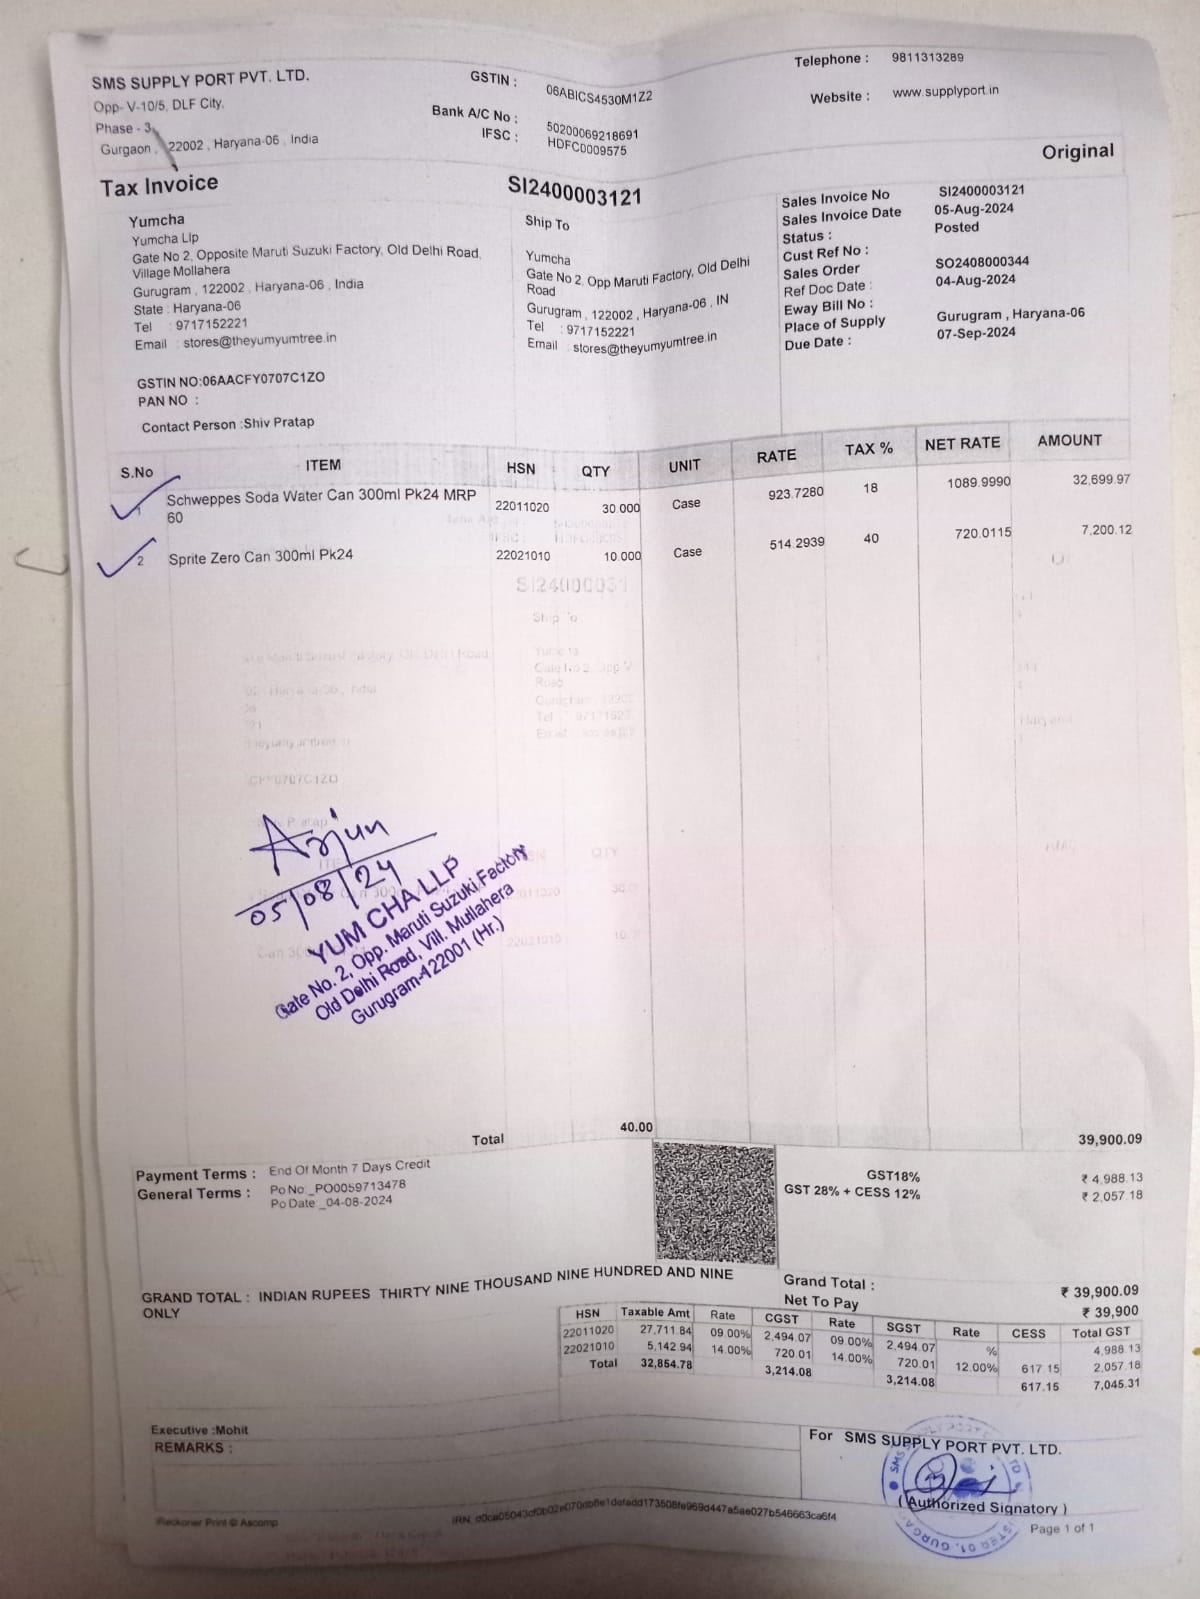 SMS SUPPLY PORT PVT. LTD.
Opp- V-10/5, DLF City,
Phase - 3,
Gurgaon , 22002 , Haryana-06 , India
GSTIN : 06ABICS4530M1Z2
Bank A/C No : 50200069218691
IFSC : HDFC0009575
Telephone : 9811313289
Website : www.supplyport.in
Original
Tax Invoice
SI2400003121
Yumcha
Yumcha Llp
Gate No 2, Opposite Maruti Suzuki Factory, Old Delhi Road,
Village Mollahera
Gurugram , 122002 , Haryana-06 , India
State : Haryana-06
Tel : 9717152221
Email : stores@theyumyumtree.in
GSTIN NO:06AACFY0707C1ZO
PAN NO :
Contact Person :Shiv Pratap
Ship To
Yumcha
Gate No 2, Opp Maruti Factory, Old Delhi
Road
Gurugram , 122002 , Haryana-06 , IN
Tel : 9717152221
Email : stores@theyumyumtree.in
Sales Invoice No SI2400003121
Sales Invoice Date 05-Aug-2024
Status : Posted
Cust Ref No :
Sales Order SO2408000344
Ref Doc Date : 04-Aug-2024
Eway Bill No :
Place of Supply Gurugram , Haryana-06
Due Date : 07-Sep-2024
S.No ITEM HSN QTY UNIT RATE TAX % NET RATE AMOUNT
1 Schweppes Soda Water Can 300ml Pk24 MRP 22011020 30.000 Case 923.7280 18 1089.9990 32,699.97
60
2 Sprite Zero Can 300ml Pk24 22021010 10.000 Case 514.2939 40 720.0115 7,200.12
Arjun
05/08/24
YUM CHA LLP
Gate No. 2, Opp. Maruti Suzuki Factory
Old Delhi Road, Vill. Mullahera
Gurugram-122001 (Hr.)
Total 40.00 39,900.09
Payment Terms : End Of Month 7 Days Credit
General Terms : Po No:_PO0059713478
Po Date _04-08-2024
GST18% ₹ 4,988.13
GST 28% + CESS 12% ₹ 2,057.18
GRAND TOTAL : INDIAN RUPEES THIRTY NINE THOUSAND NINE HUNDRED AND NINE
ONLY
Grand Total : ₹ 39,900.09
Net To Pay ₹ 39,900
HSN Taxable Amt Rate CGST Rate SGST Rate CESS Total GST
22011020 27,711.84 09.00% 2,494.07 09.00% 2,494.07 % 4,988.13
22021010 5,142.94 14.00% 720.01 14.00% 720.01 12.00% 617.15 2,057.18
Total 32,854.78 3,214.08 3,214.08 617.15 7,045.31
Executive :Mohit
REMARKS :
For SMS SUPPLY PORT PVT. LTD.
( Authorized Signatory )
Reckoner Print © Ascomp
Page 1 of 1